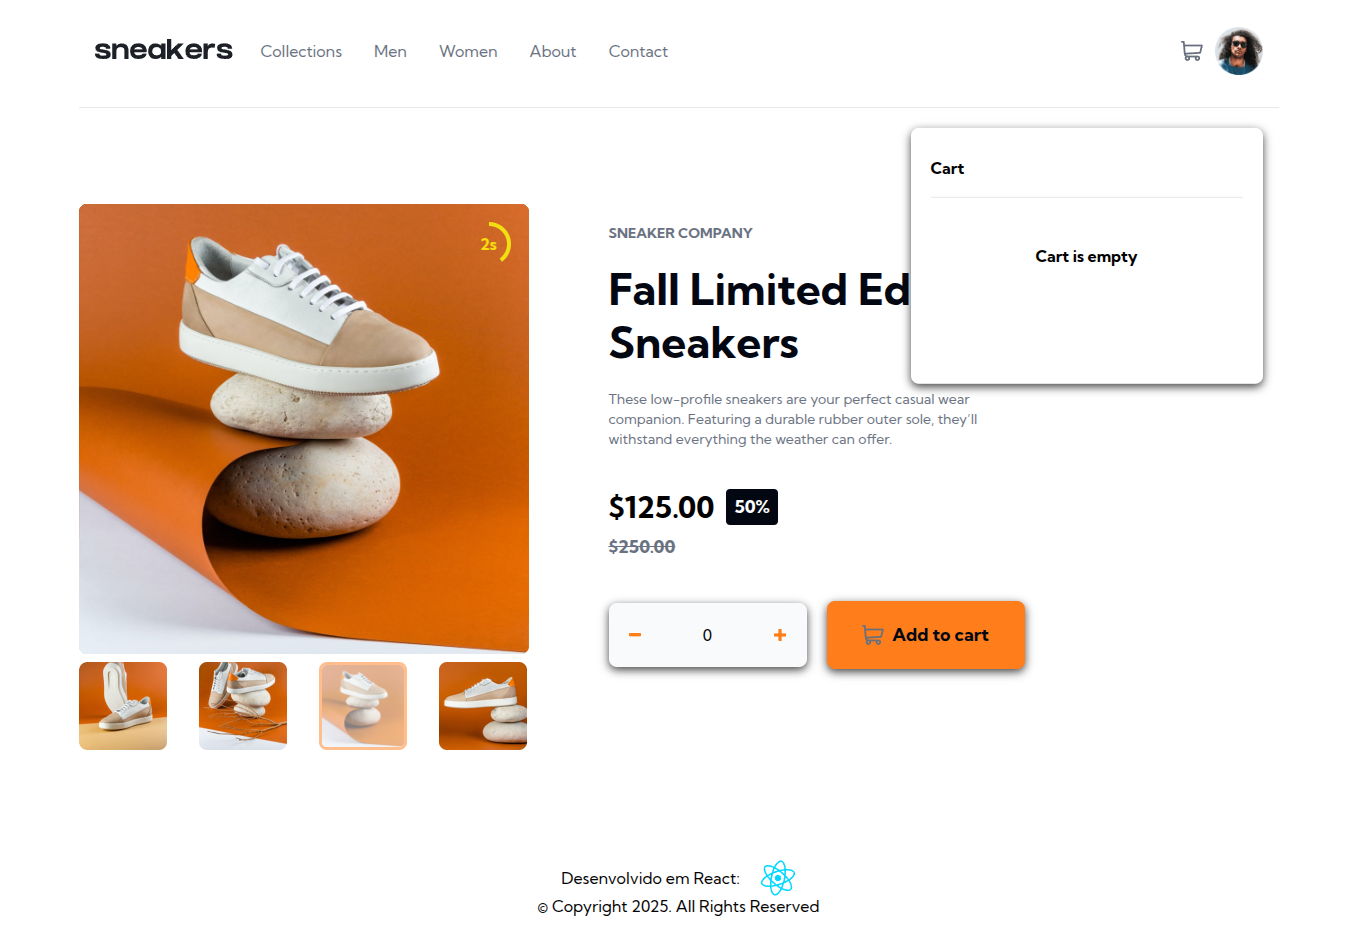 sneakers Collections Men Women About Contact
Cart
Cart is empty
2s
SNEAKER COMPANY
Fall Limited Ed
Sneakers
These low-profile sneakers are your perfect casual wear
companion. Featuring a durable rubber outer sole, they'll
withstand everything the weather can offer.
$125.00 50%
$250.00
0
Add to cart
Desenvolvido em React:
© Copyright 2025. All Rights Reserved